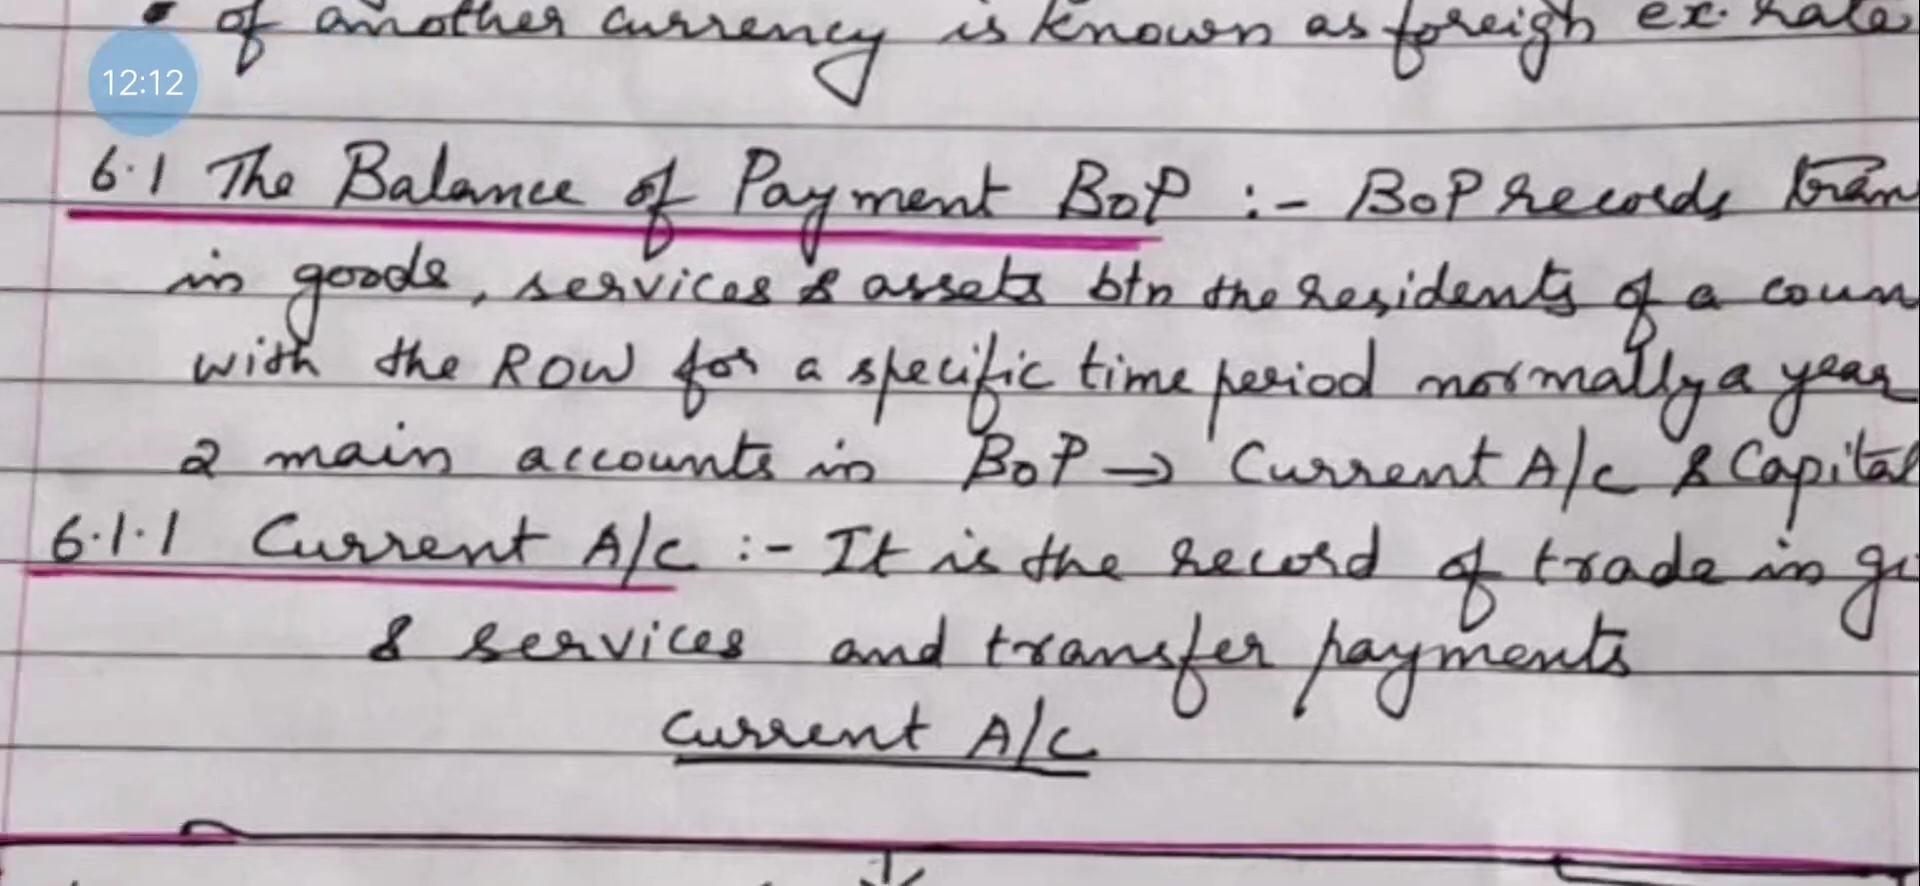 of another currency is known as foreign ex. rate
12:12
6.1 The Balance of Payment BoP :- BoP records tran
in goods, services & assets btn the residents of a coun
with the ROW for a specific time period normally a year
2 main accounts in BoP → Current A/c & Capital
6.1.1 Current A/c :- It is the record of trade in go
& services and transfer payments
Current A/c